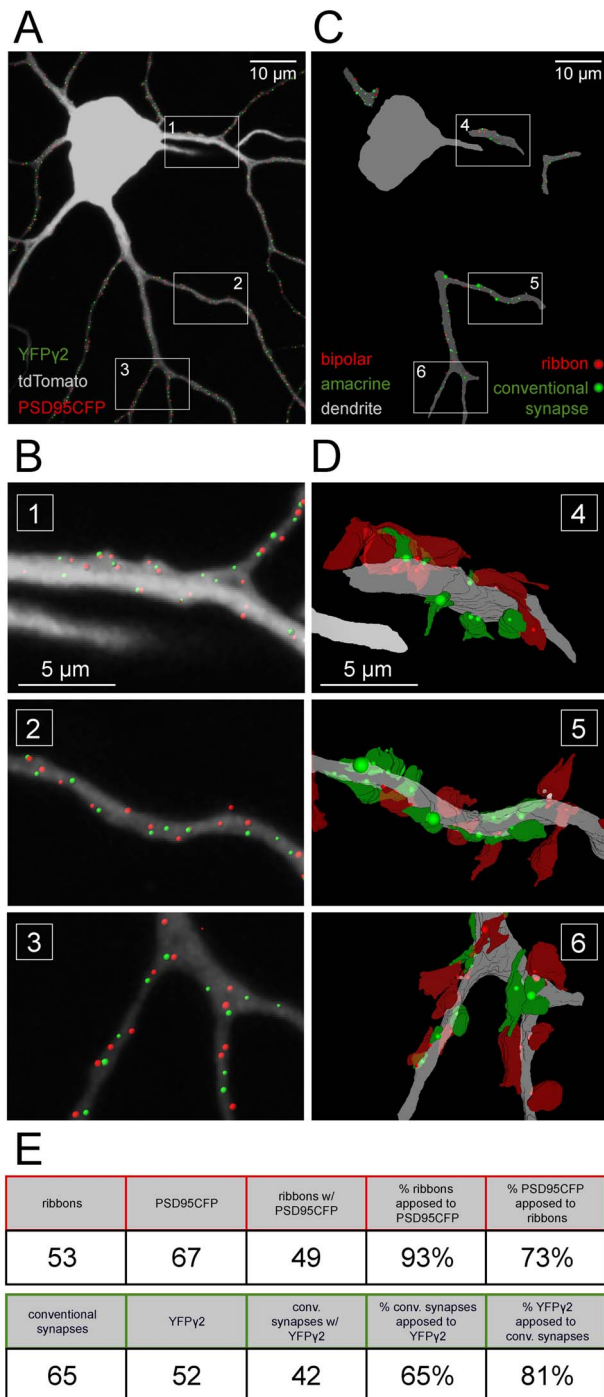 A
10 µm
1
2
3
YFPγ2
tdTomato
PSD95CFP
C
10 µm
4
5
6
bipolar
amacrine
dendrite
ribbon
conventional
synapse
B
1
5 µm
2
3
D
4
5
6
E
ribbons
PSD95CFP
ribbons w/
PSD95CFP
% ribbons
apposed to
PSD95CFP
% PSD95CFP
apposed to
ribbons
53
67
49
93%
73%
conventional
synapses
YFPγ2
conv.
synapses w/
YFPγ2
% conv. synapses
apposed to
YFPγ2
% YFPγ2
apposed to
conv. synapses
65
52
42
65%
81%